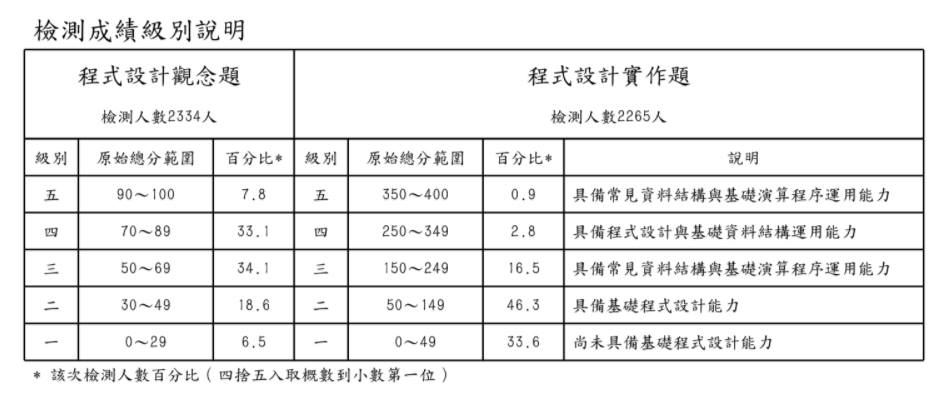 檢測成績級別說明
程式設計觀念題 程式設計實作題
檢測人數2334人 檢測人數2265人
級別 原始總分範圍 百分比* 級別 原始總分範圍 百分比* 說明
五 90～100 7.8 五 350～400 0.9 具備常見資料結構與基礎演算程序運用能力
四 70～89 33.1 四 250～349 2.8 具備程式設計與基礎資料結構運用能力
三 50～69 34.1 三 150～249 16.5 具備常見資料結構與基礎演算程序運用能力
二 30～49 18.6 二 50～149 46.3 具備基礎程式設計能力
一 0～29 6.5 一 0～49 33.6 尚未具備基礎程式設計能力
* 該次檢測人數百分比（四捨五入取概數到小數第一位）